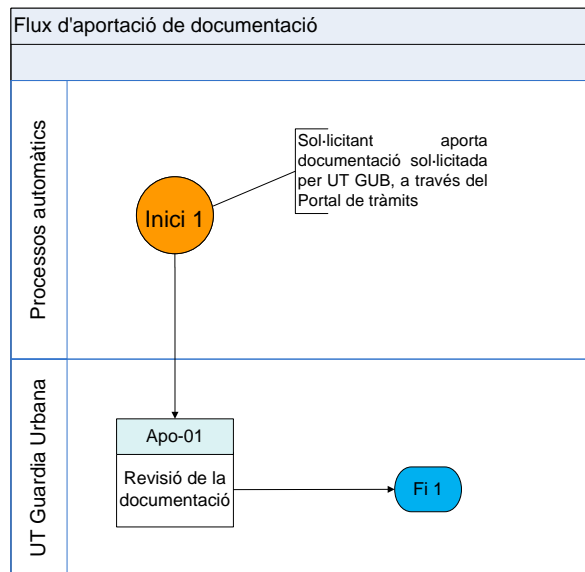 Flux d'aportació de documentació
Processos automàtics
Sol·licitant aporta
documentació sol·licitada
per UT GUB, a través del
Portal de tràmits
Inici 1
UT Guardia Urbana
Apo-01
Revisió de la
documentació
Fi 1